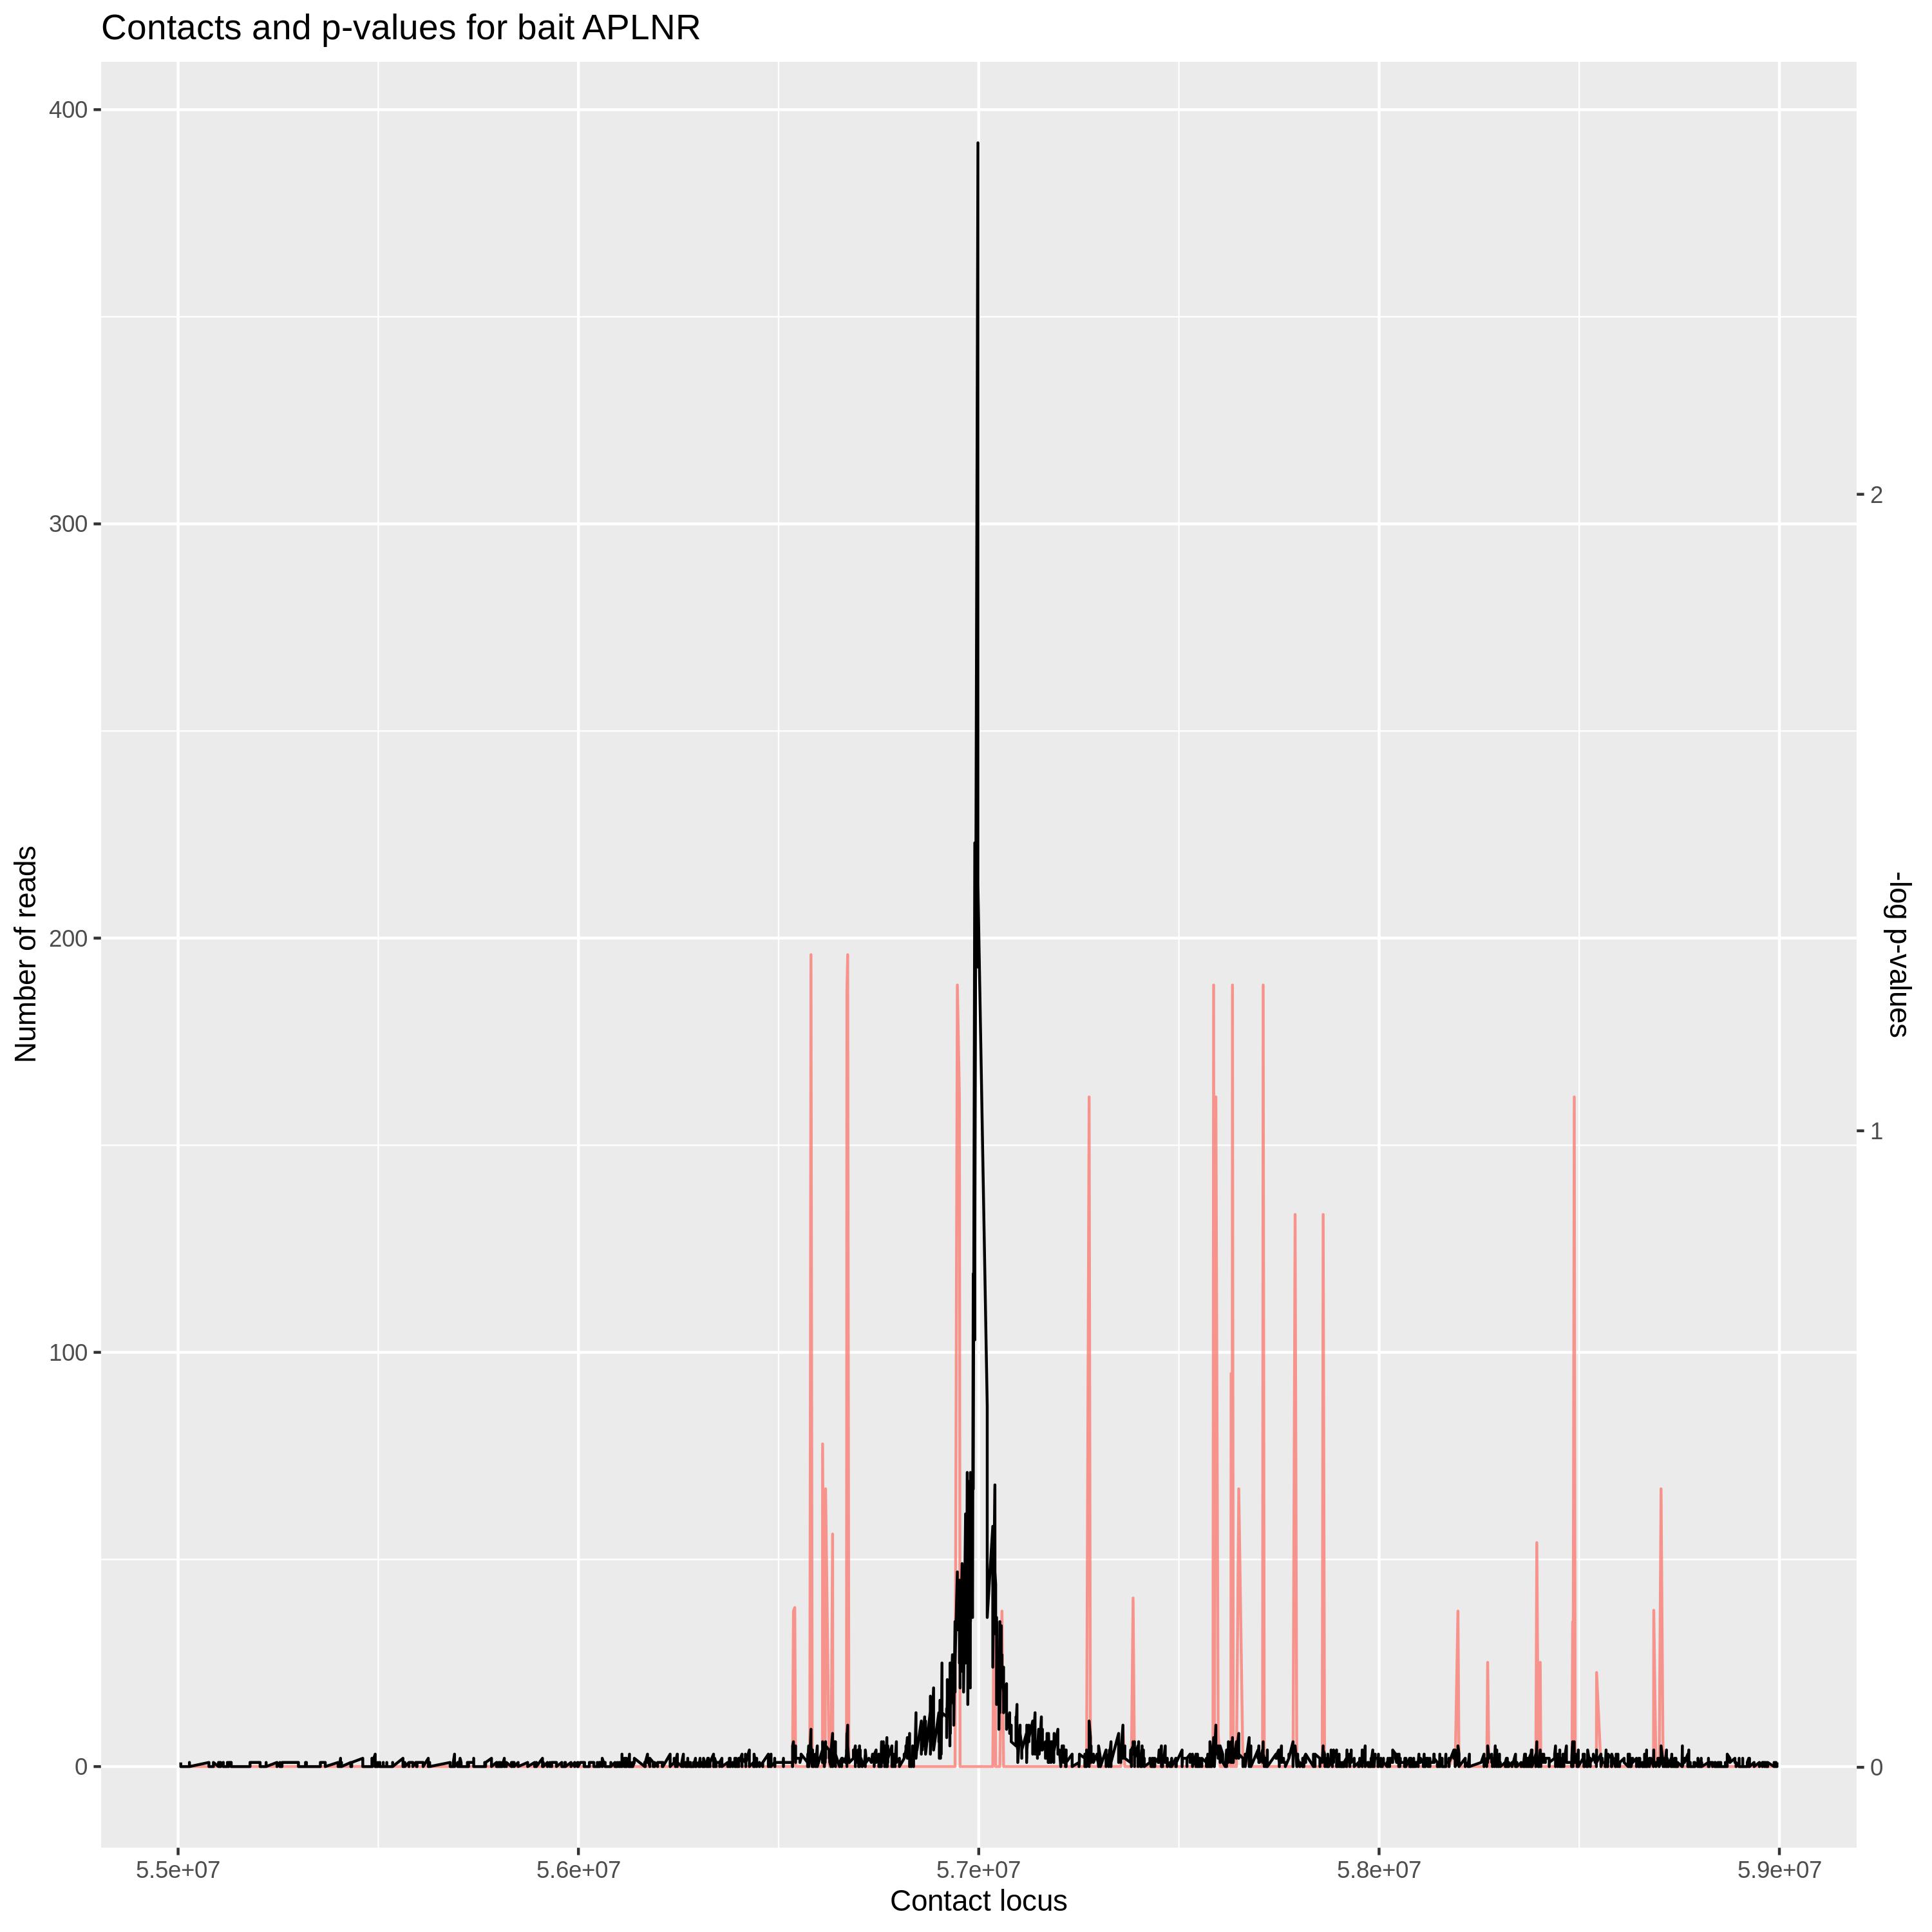 Contacts and p-values for bait APLNR
400
300
200
100
0
2
1
0
Number of reads
-log p-values
5.5e+07 5.6e+07 5.7e+07 5.8e+07 5.9e+07
Contact locus